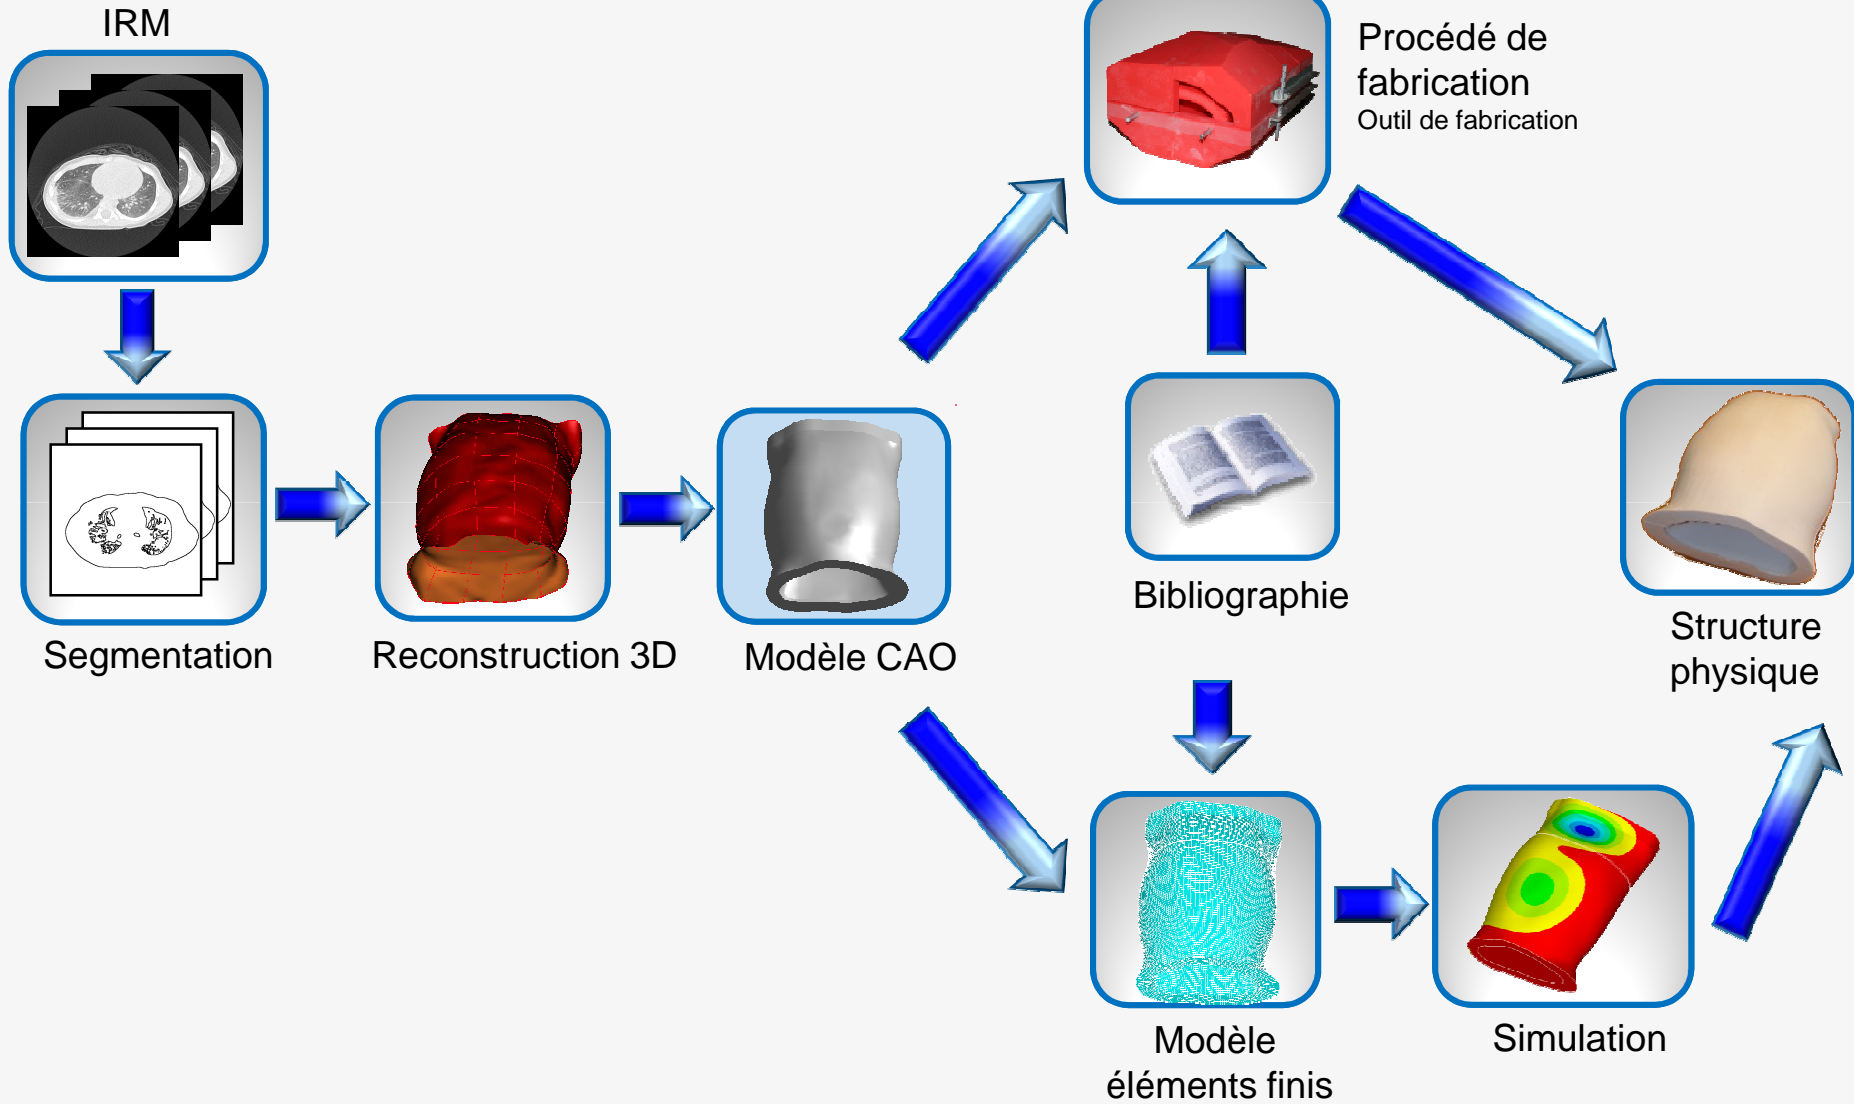 IRM
Procédé de
fabrication
Outil de fabrication
Segmentation
Reconstruction 3D
Modèle CAO
Bibliographie
Structure
physique
Modèle
éléments finis
Simulation